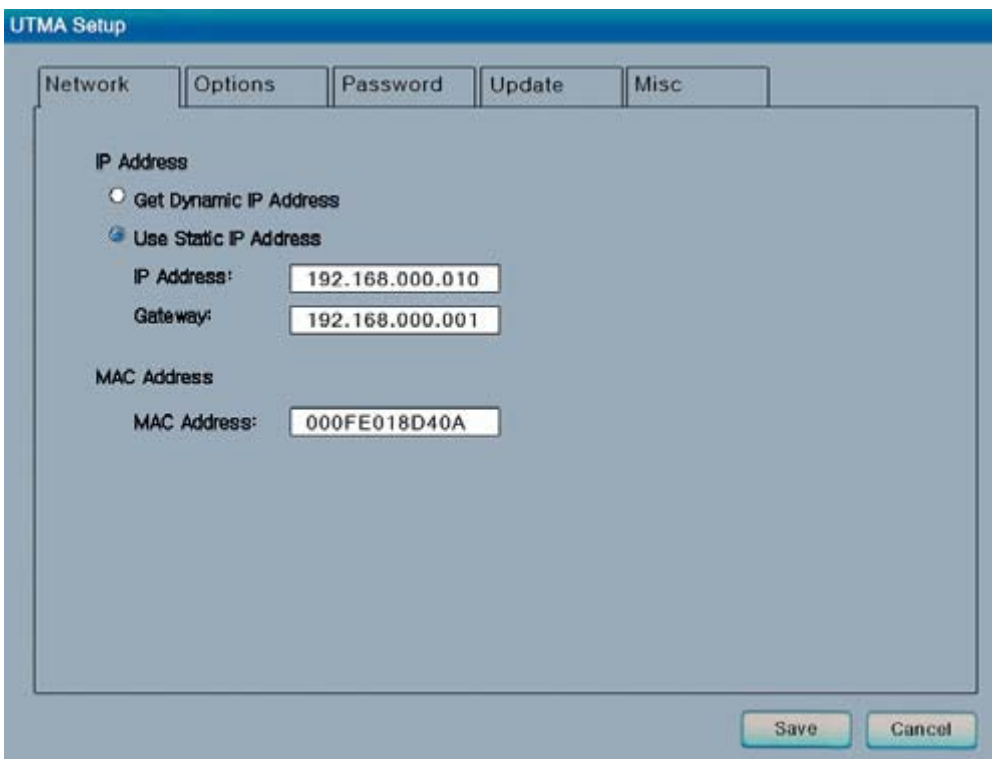 UTMA Setup
Network Options Password Update Misc
IP Address
Get Dynamic IP Address
Use Static IP Address
IP Address: 192.168.000.010
Gateway: 192.168.000.001
MAC Address
MAC Address: 000FE018D40A
Save Cancel